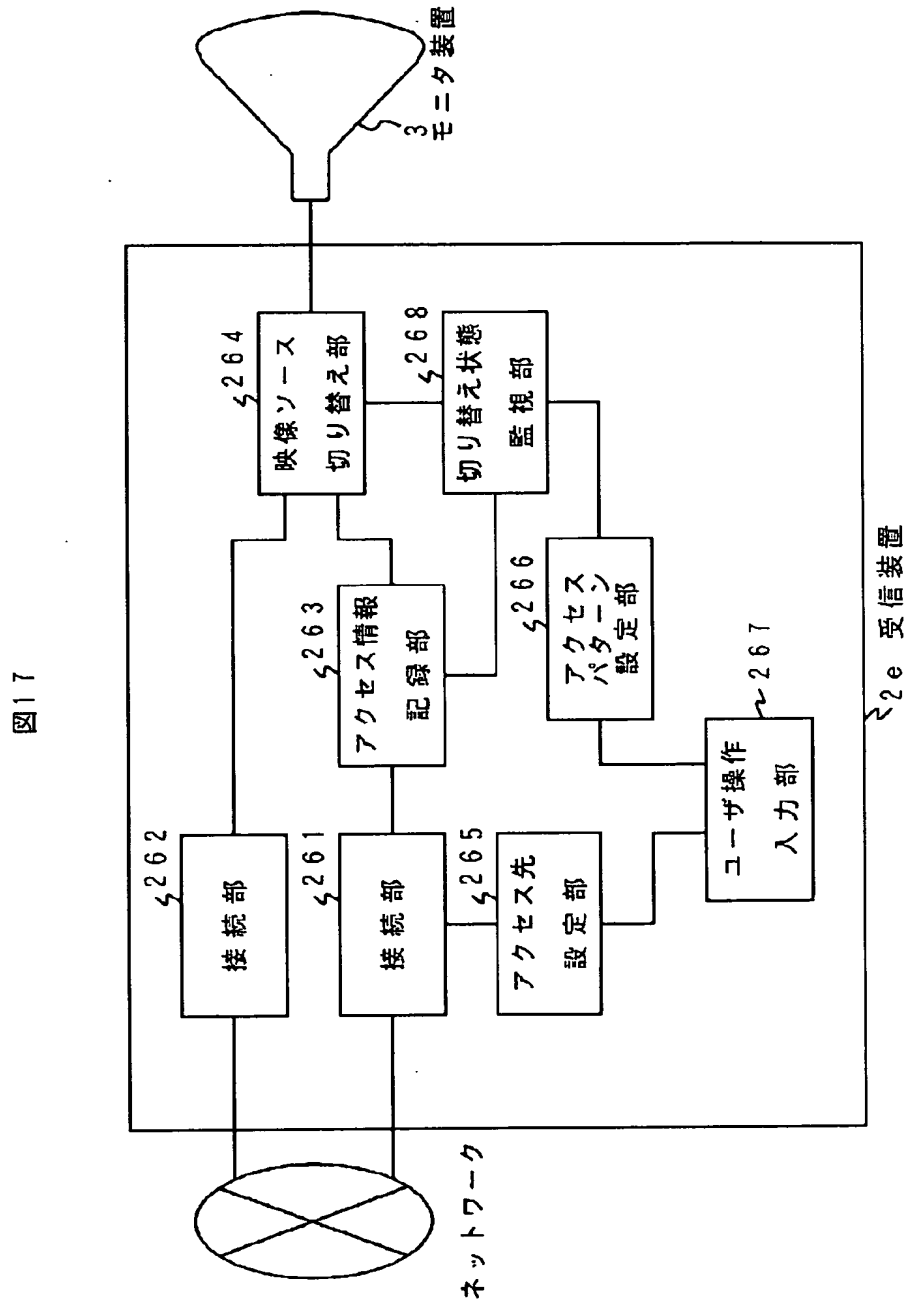 図17
262
接続部
261
接続部
265
アクセス先
設定部
263
アクセス情報
記録部
264
映像ソース
切り替え部
268
切り替え状態
監視部
266
アクセス
パターン
設定部
267
ユーザ操作
入力部
ネットワーク
3
モニタ装置
2e 受信装置